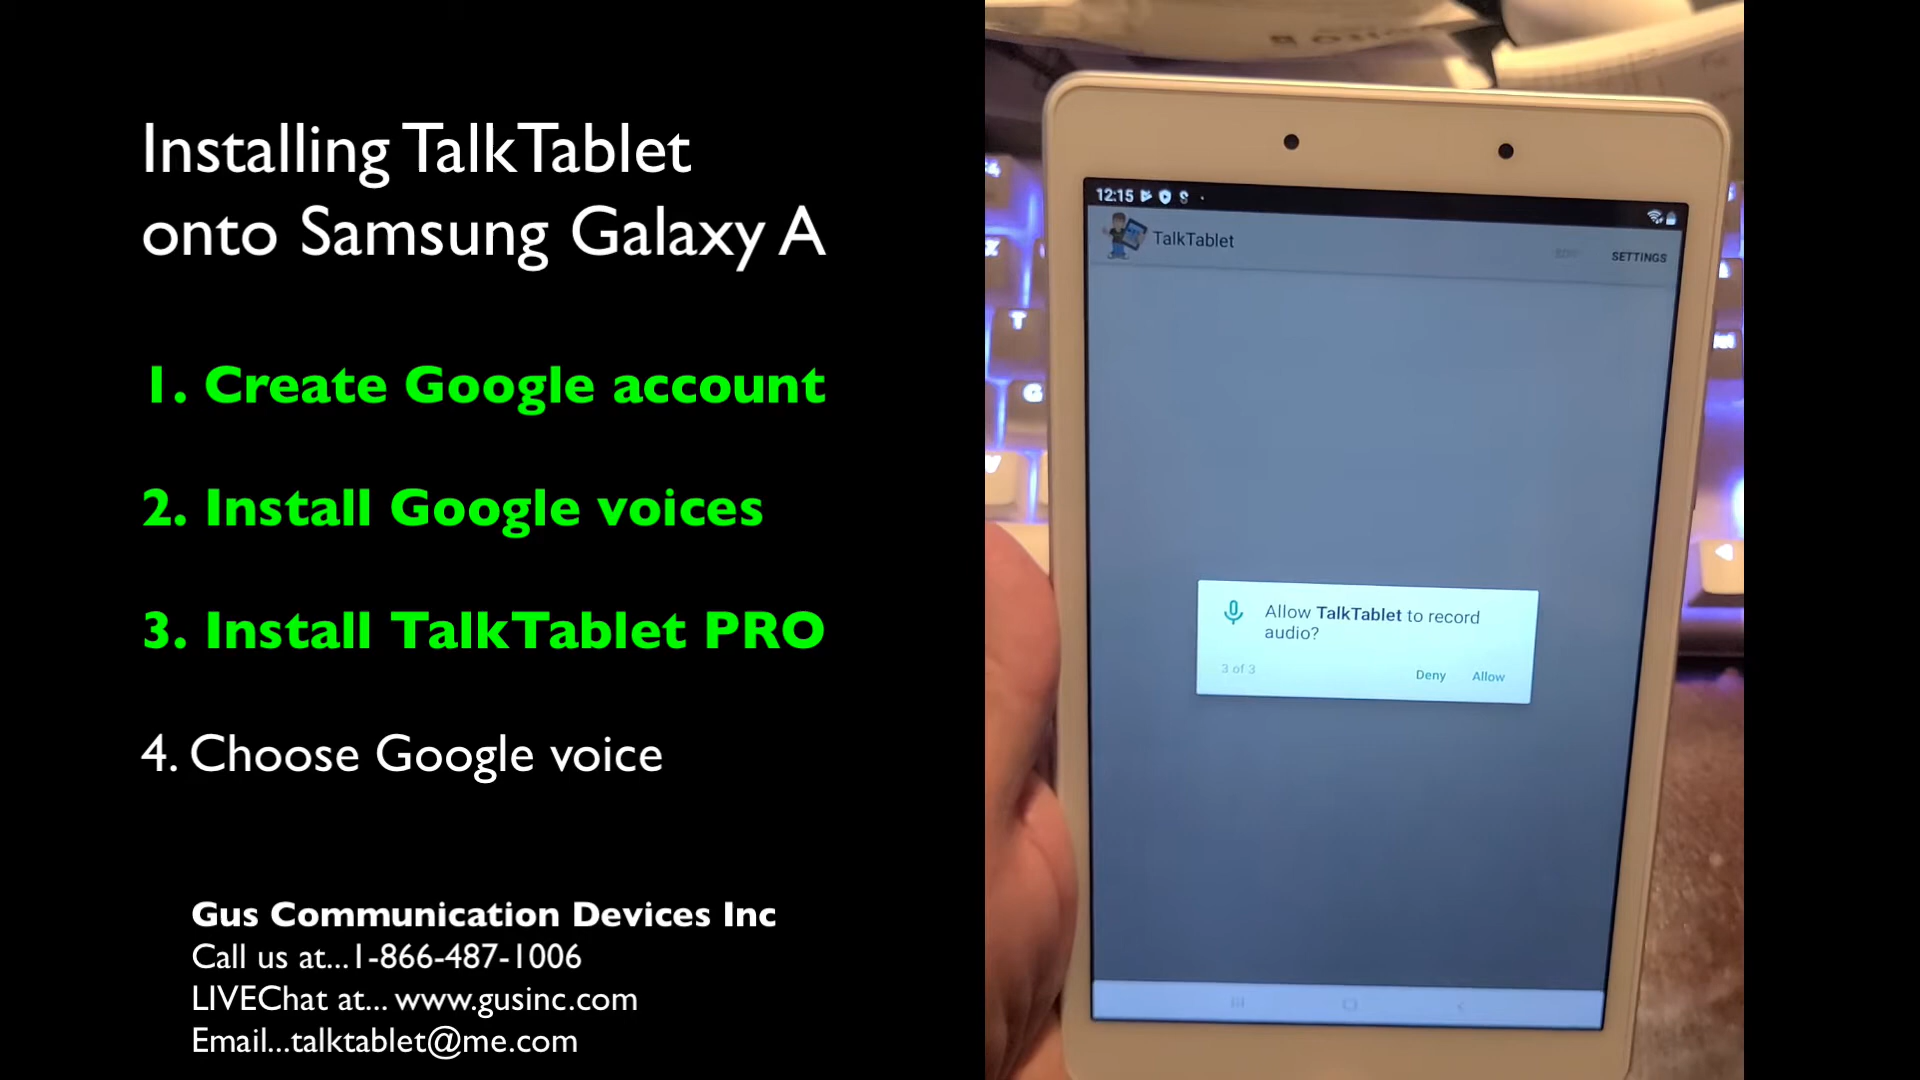 Installing TalkTablet
onto Samsung Galaxy A
1. Create Google account
2. Install Google voices
3. Install TalkTablet PRO
4. Choose Google voice
Gus Communication Devices Inc
Call us at...1-866-487-1006
LIVEChat at... www.gusinc.com
Email...talktablet@me.com
12:15
TalkTablet
SETTINGS
Allow TalkTablet to record
audio?
3 of 3
Deny Allow
T
G